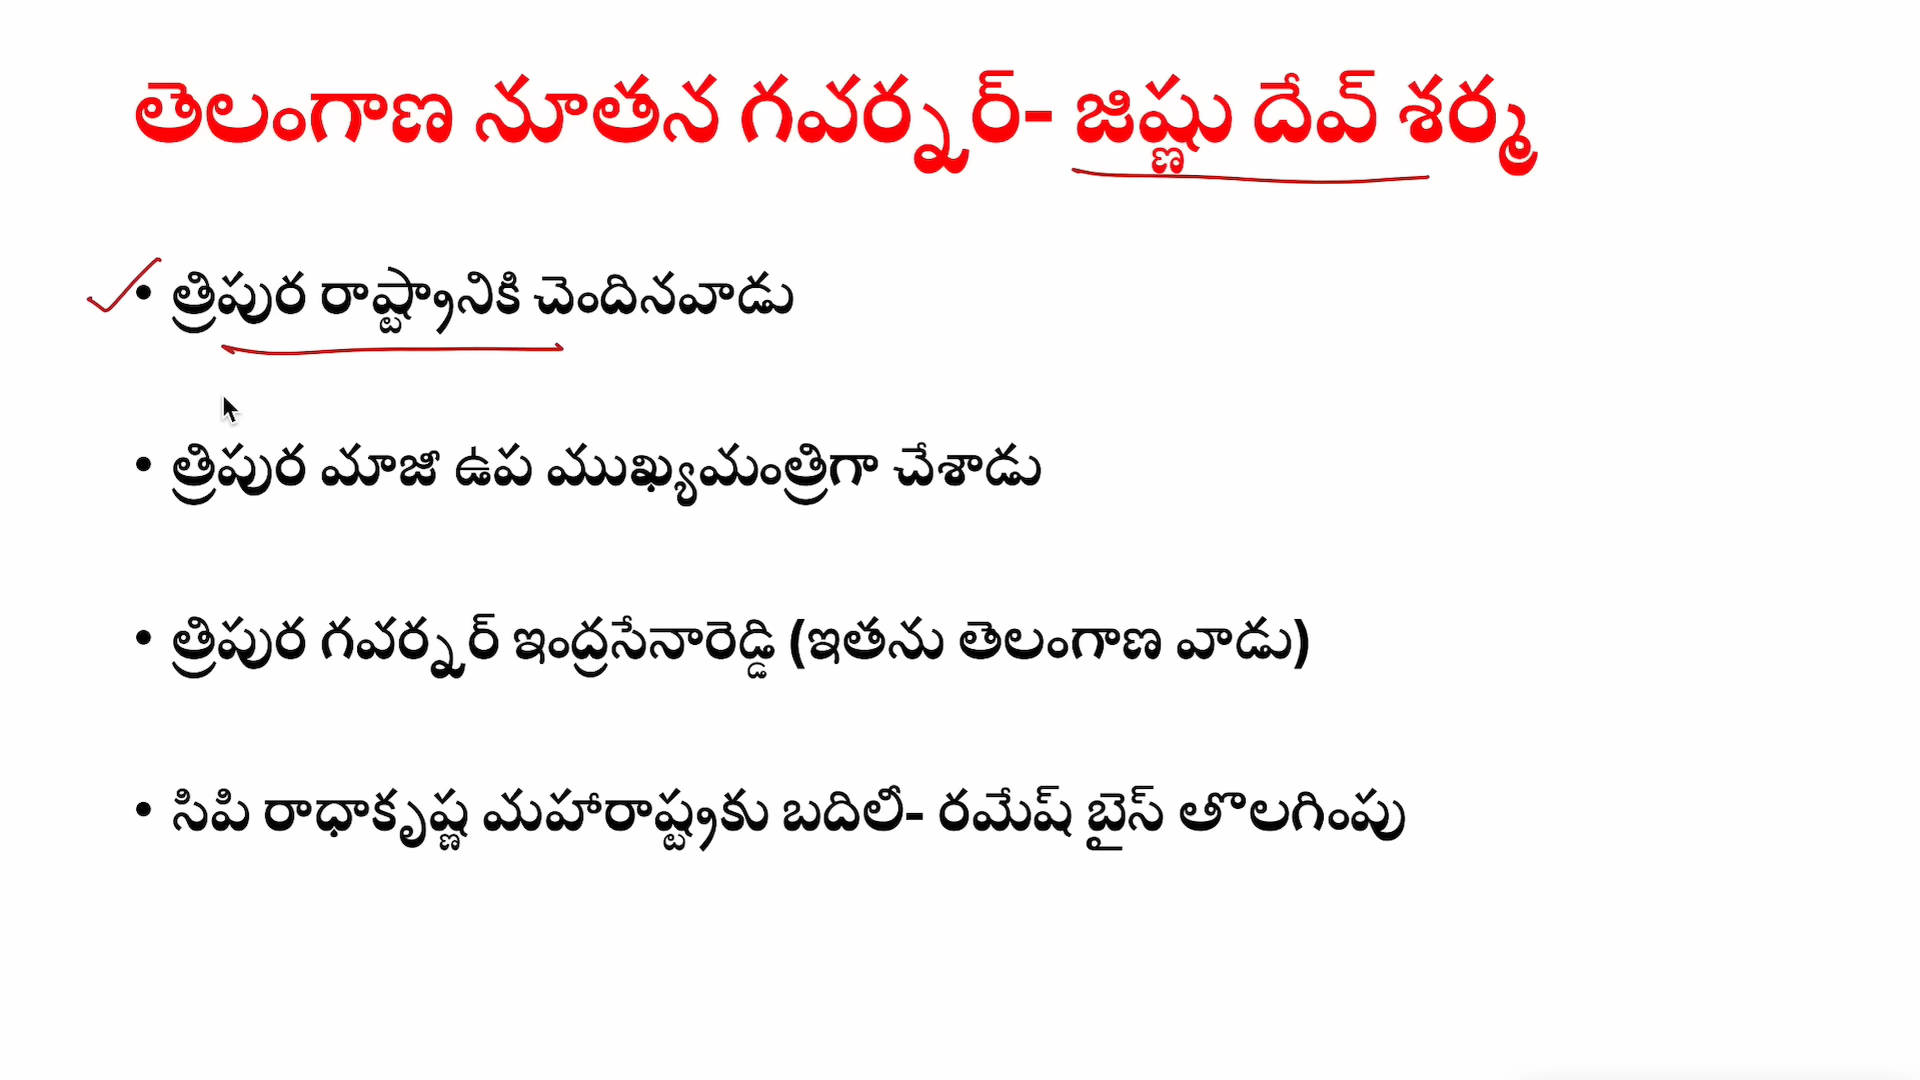 తెలంగాణ నూతన గవర్నర్- జిష్ణు దేవ్ శర్మ
• త్రిపుర రాష్ట్రానికి చెందినవాడు
• త్రిపుర మాజీ ఉప ముఖ్యమంత్రిగా చేశాడు
• త్రిపుర గవర్నర్ ఇంద్రసేనారెడ్డి (ఇతను తెలంగాణ వాడు)
• సిపి రాధాకృష్ణ మహారాష్ట్రకు బదిలీ- రమేష్ బైస్ తొలగింపు